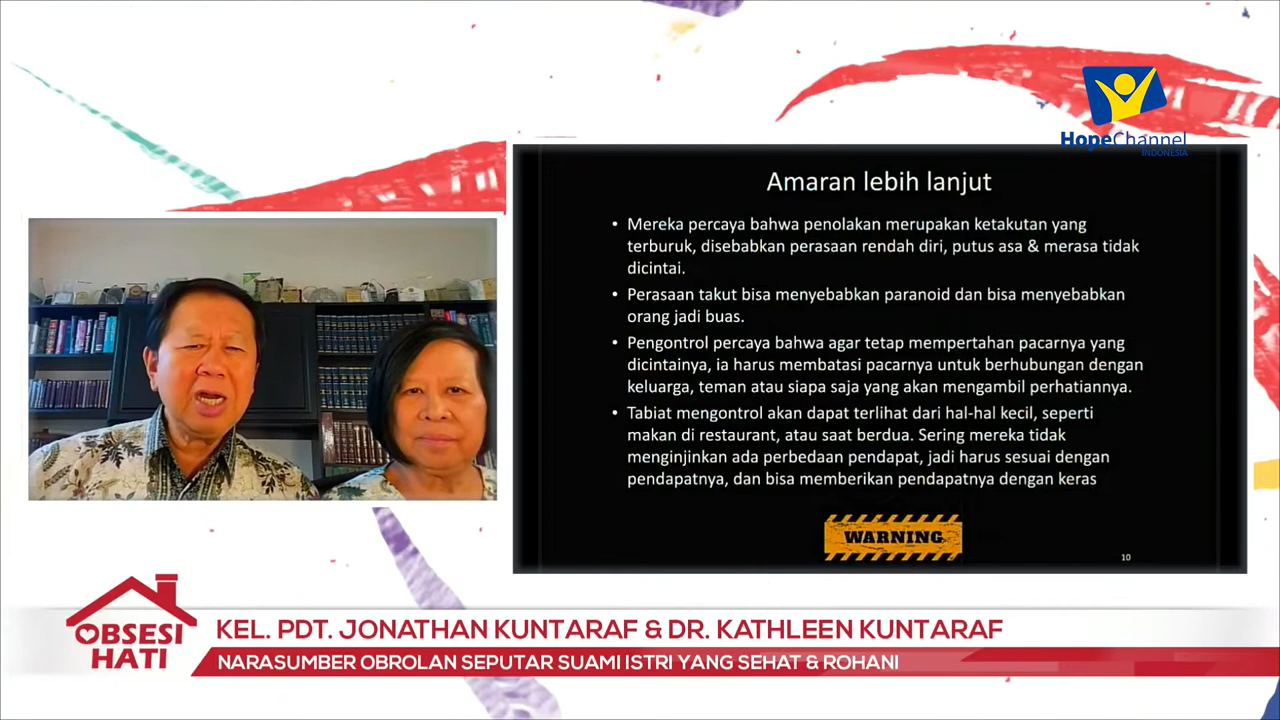 HopeChannel
INDONESIA
Amaran lebih lanjut
• Mereka percaya bahwa penolakan merupakan ketakutan yang
terburuk, disebabkan perasaan rendah diri, putus asa & merasa tidak
dicintai.
• Perasaan takut bisa menyebabkan paranoid dan bisa menyebabkan
orang jadi buas.
• Pengontrol percaya bahwa agar tetap mempertahan pacarnya yang
dicintainya, ia harus membatasi pacarnya untuk berhubungan dengan
keluarga, teman atau siapa saja yang akan mengambil perhatiannya.
• Tabiat mengontrol akan dapat terlihat dari hal-hal kecil, seperti
makan di restaurant, atau saat berdua. Sering mereka tidak
menginjinkan ada perbedaan pendapat, jadi harus sesuai dengan
pendapatnya, dan bisa memberikan pendapatnya dengan keras
WARNING
10
OBSESI
HATI
KEL. PDT. JONATHAN KUNTARAF & DR. KATHLEEN KUNTARAF
NARASUMBER OBROLAN SEPUTAR SUAMI ISTRI YANG SEHAT & ROHANI